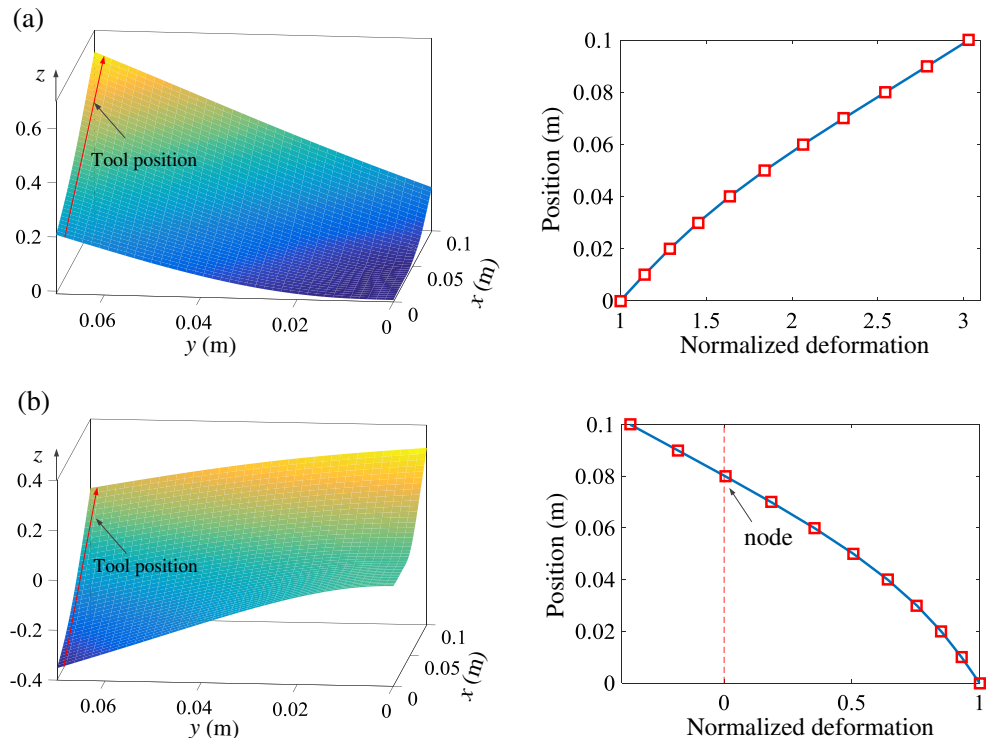 (a)
z
0.6
0.4
0.2
0
Tool position
0.06
0.04
0.02
0
y (m)
0
0.05
0.1
x (m)
0.1
0.08
0.06
0.04
0.02
0
Position (m)
1
1.5
2
2.5
3
Normalized deformation
(b)
z
0.4
0.2
0
-0.2
-0.4
Tool position
0.06
0.04
0.02
0
y (m)
0
0.05
0.1
x (m)
0.1
0.08
0.06
0.04
0.02
0
Position (m)
node
0
0.5
1
Normalized deformation